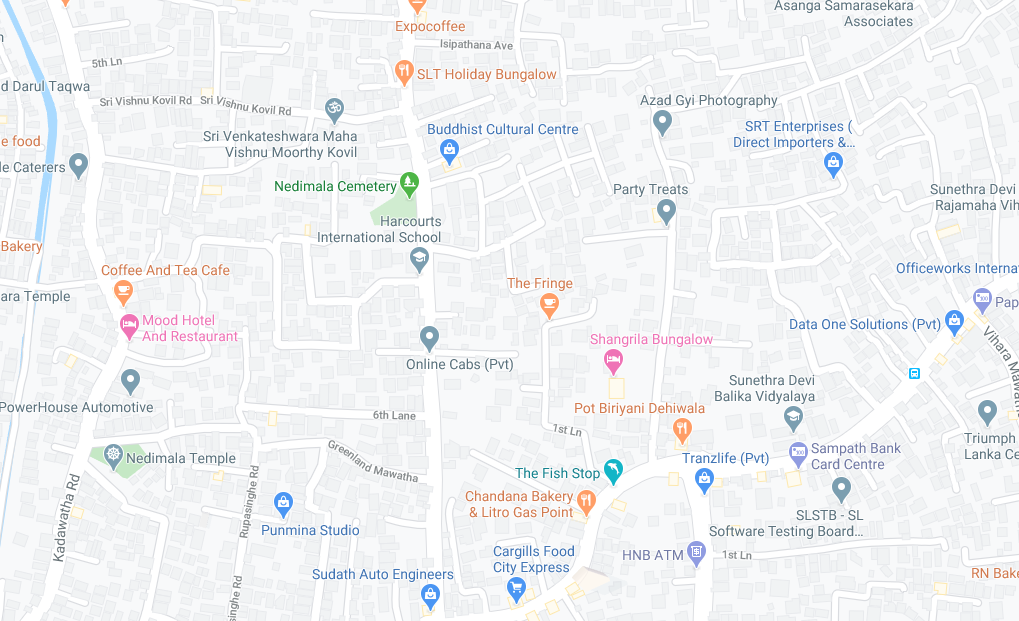 Asanga Samarasekara
Associates
Expocoffee
Isipathana Ave
5th Ln
SLT Holiday Bungalow
d Darul Taqwa
Sri Vishnu Kovil Rd
Sri Vishnu Kovil Rd
Azad Gyi Photography
Sri Venkateshwara Maha
Vishnu Moorthy Kovil
Buddhist Cultural Centre
SRT Enterprises (
Direct Importers &...
e food
le Caterers
Nedimala Cemetery
Party Treats
Sunethra Devi
Rajamaha Vih
Harcourts
International School
Bakery
Coffee And Tea Cafe
The Fringe
Officeworks Internat
ara Temple
Pap
Mood Hotel
And Restaurant
Data One Solutions (Pvt)
Shangrila Bungalow
Vihara Mawatha
Online Cabs (Pvt)
Sunethra Devi
Balika Vidyalaya
PowerHouse Automotive
6th Lane
Pot Biriyani Dehiwala
1st Ln
Triumph
Lanka Ce
Nedimala Temple
Greenland Mawatha
Sampath Bank
Card Centre
The Fish Stop
Tranzlife (Pvt)
Kadawatha Rd
Rupasinghe Rd
Chandana Bakery
& Litro Gas Point
Punmina Studio
SLSTB - SL
Software Testing Board...
Cargills Food
City Express
HNB ATM
1st Ln
Sudath Auto Engineers
RN Bake
Rupasinghe Rd